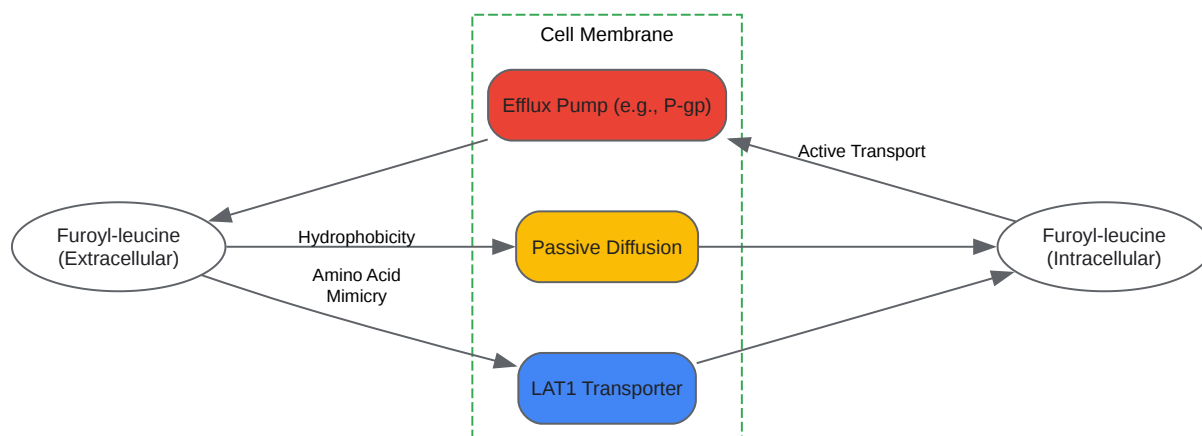 Cell Membrane
Efflux Pump (e.g., P-gp)
Active Transport
Furoyl-leucine
(Extracellular)
Hydrophobicity
Passive Diffusion
Furoyl-leucine
(Intracellular)
Amino Acid
Mimicry
LAT1 Transporter